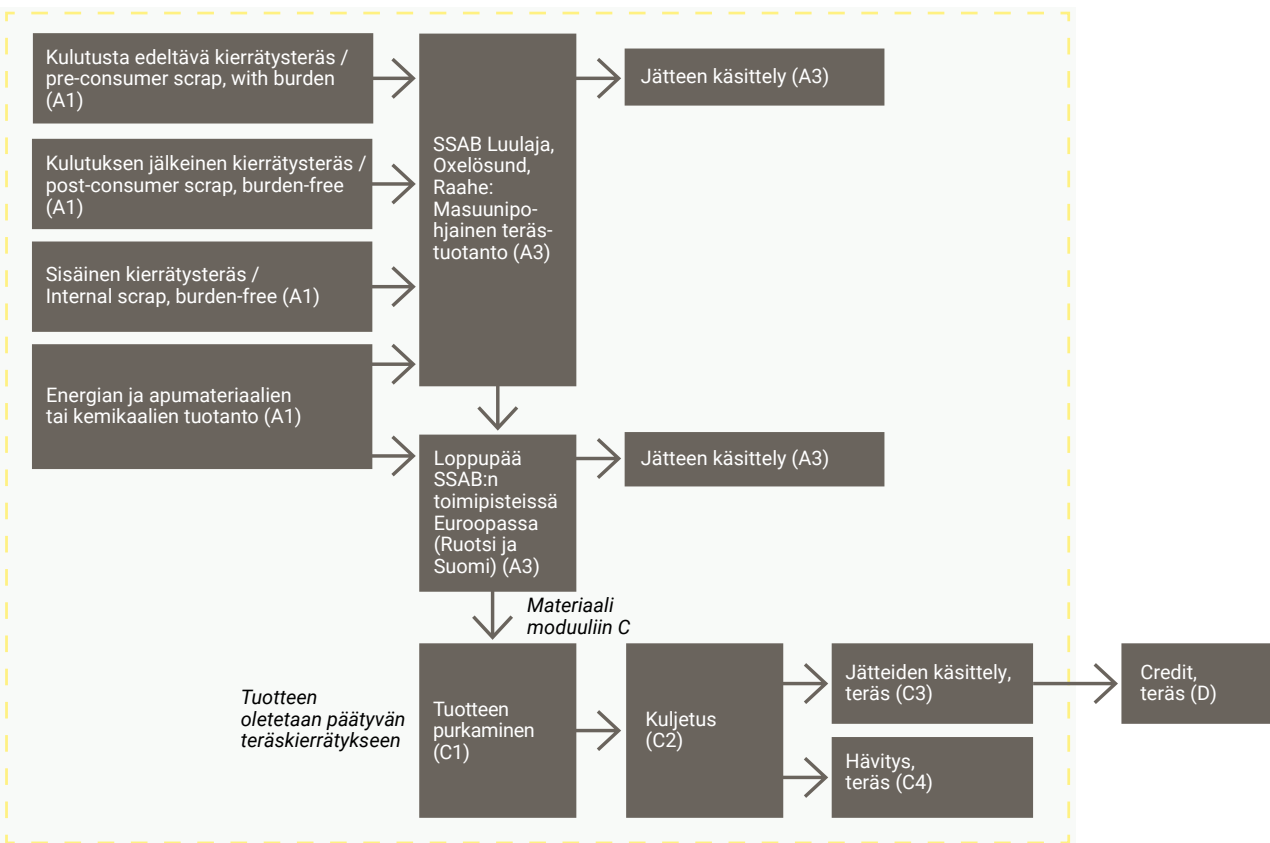 Kulutusta edeltävä kierrätysteräs /
pre-consumer scrap, with burden
(A1)
Kulutuksen jälkeinen kierrätysteräs /
post-consumer scrap, burden-free
(A1)
Sisäinen kierrätysteräs /
Internal scrap, burden-free (A1)
Energian ja apumateriaalien
tai kemikaalien tuotanto (A1)
SSAB Luulaja,
Oxelösund,
Raahe:
Masuunipo-
hjainen teräs-
tuotanto (A3)
Jätteen käsittely (A3)
Loppupää
SSAB:n
toimipisteissä
Euroopassa
(Ruotsi ja
Suomi) (A3)
Jätteen käsittely (A3)
Materiaali
moduuliin C
Tuotteen
oletetaan päätyvän
teräskierrätykseen
Tuotteen
purkaminen
(C1)
Kuljetus
(C2)
Jätteiden käsittely,
teräs (C3)
Hävitys,
teräs (C4)
Credit,
teräs (D)